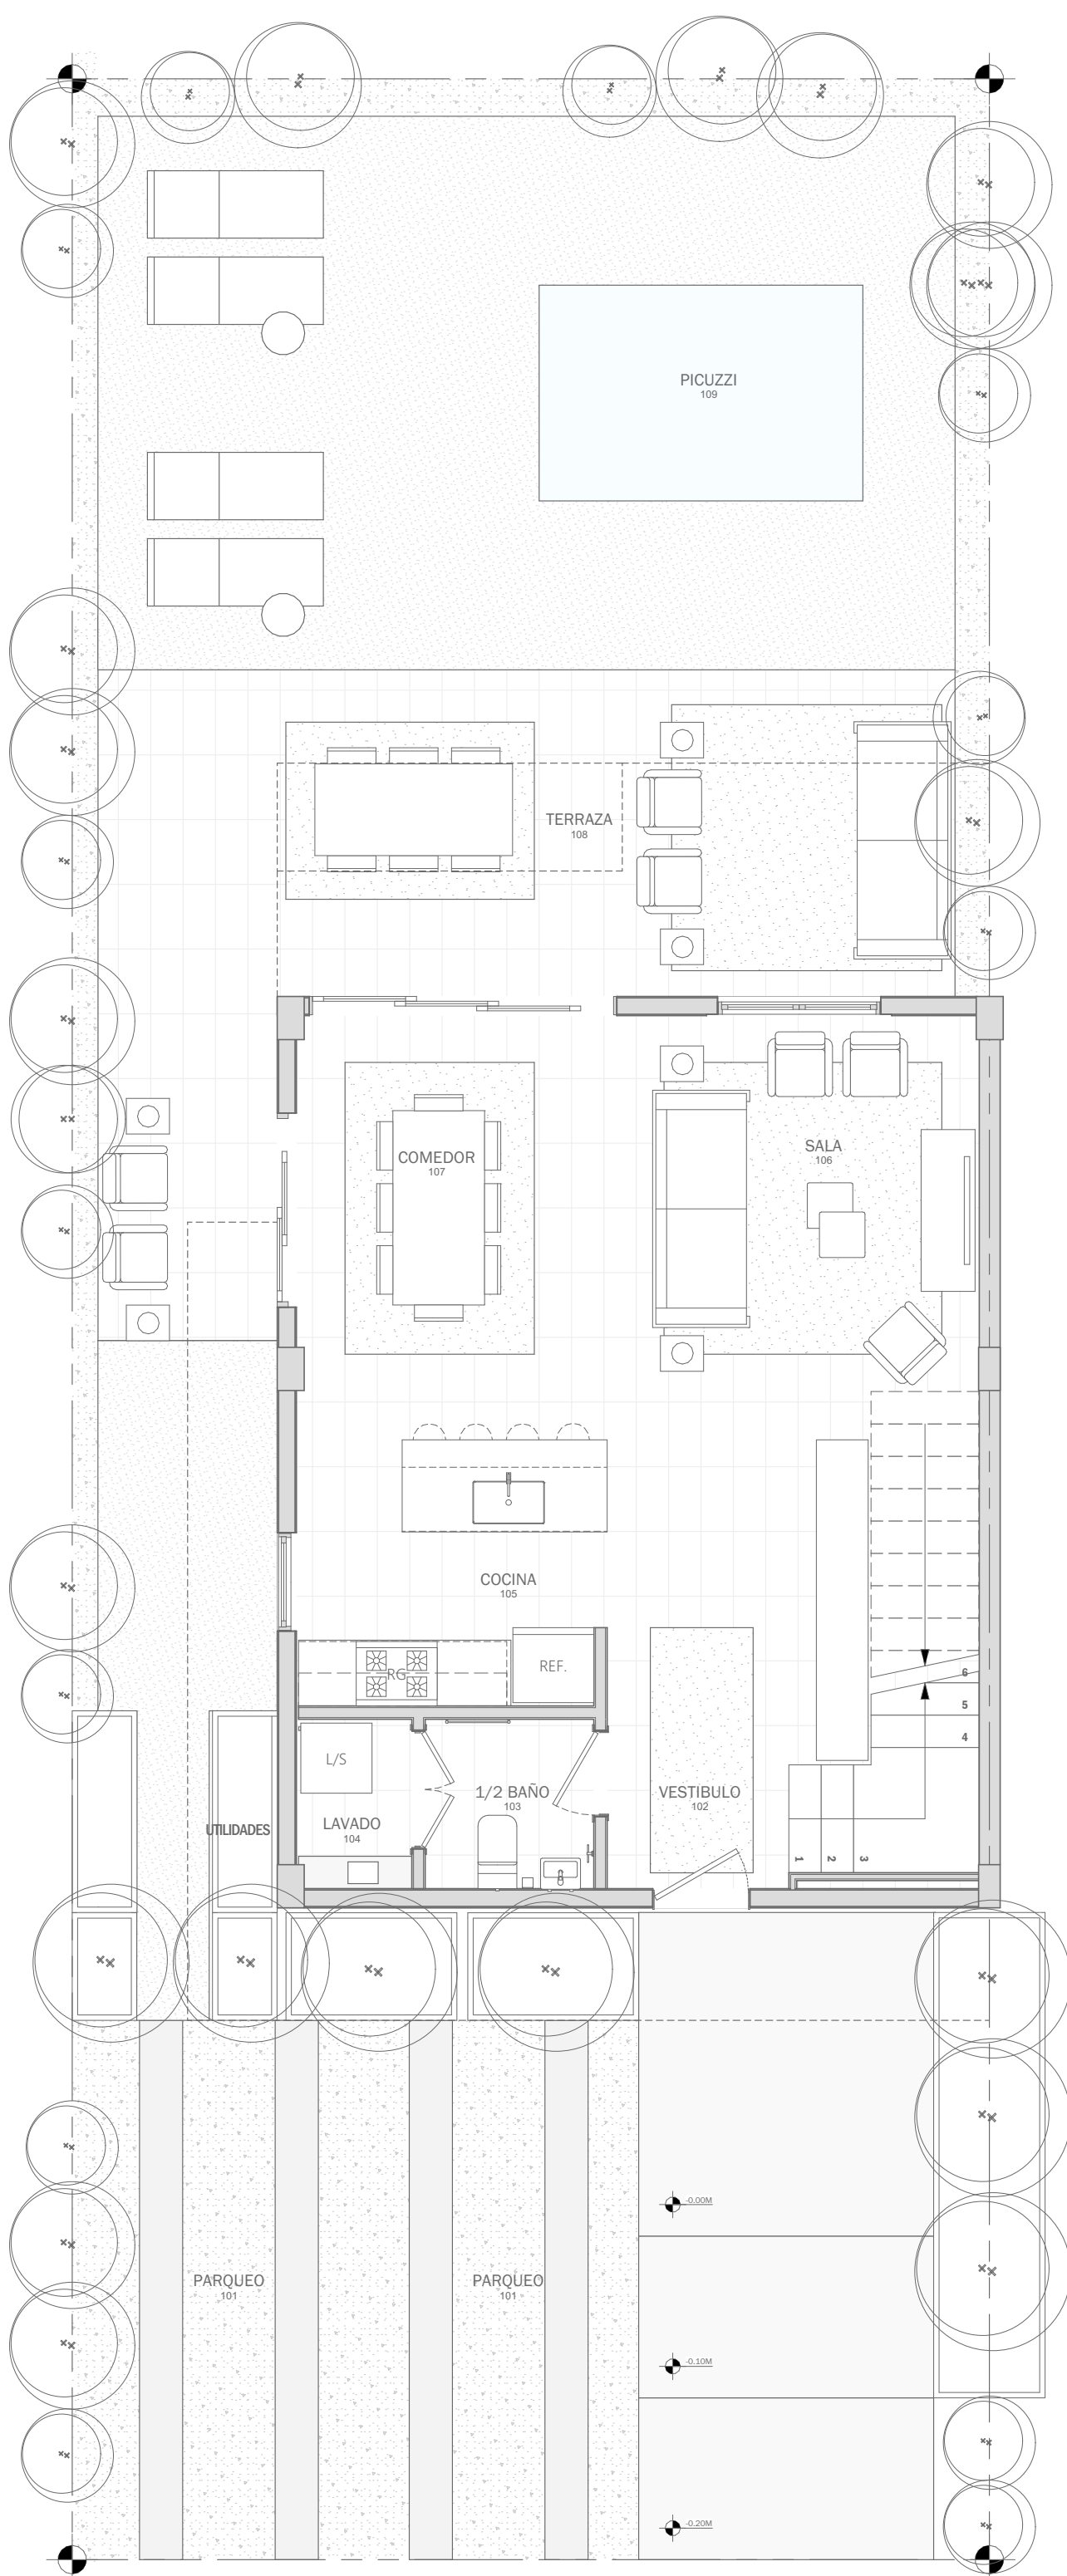 PICUZZI
109
TERRAZA
108
COMEDOR
107
SALA
106
COCINA
105
RG
REF.
6
5
4
L/S
1/2 BAÑO
103
VESTIBULO
102
LAVADO
104
UTILIDADES
1
2
3
-0.00M
PARQUEO
101
PARQUEO
101
-0.10M
-0.20M